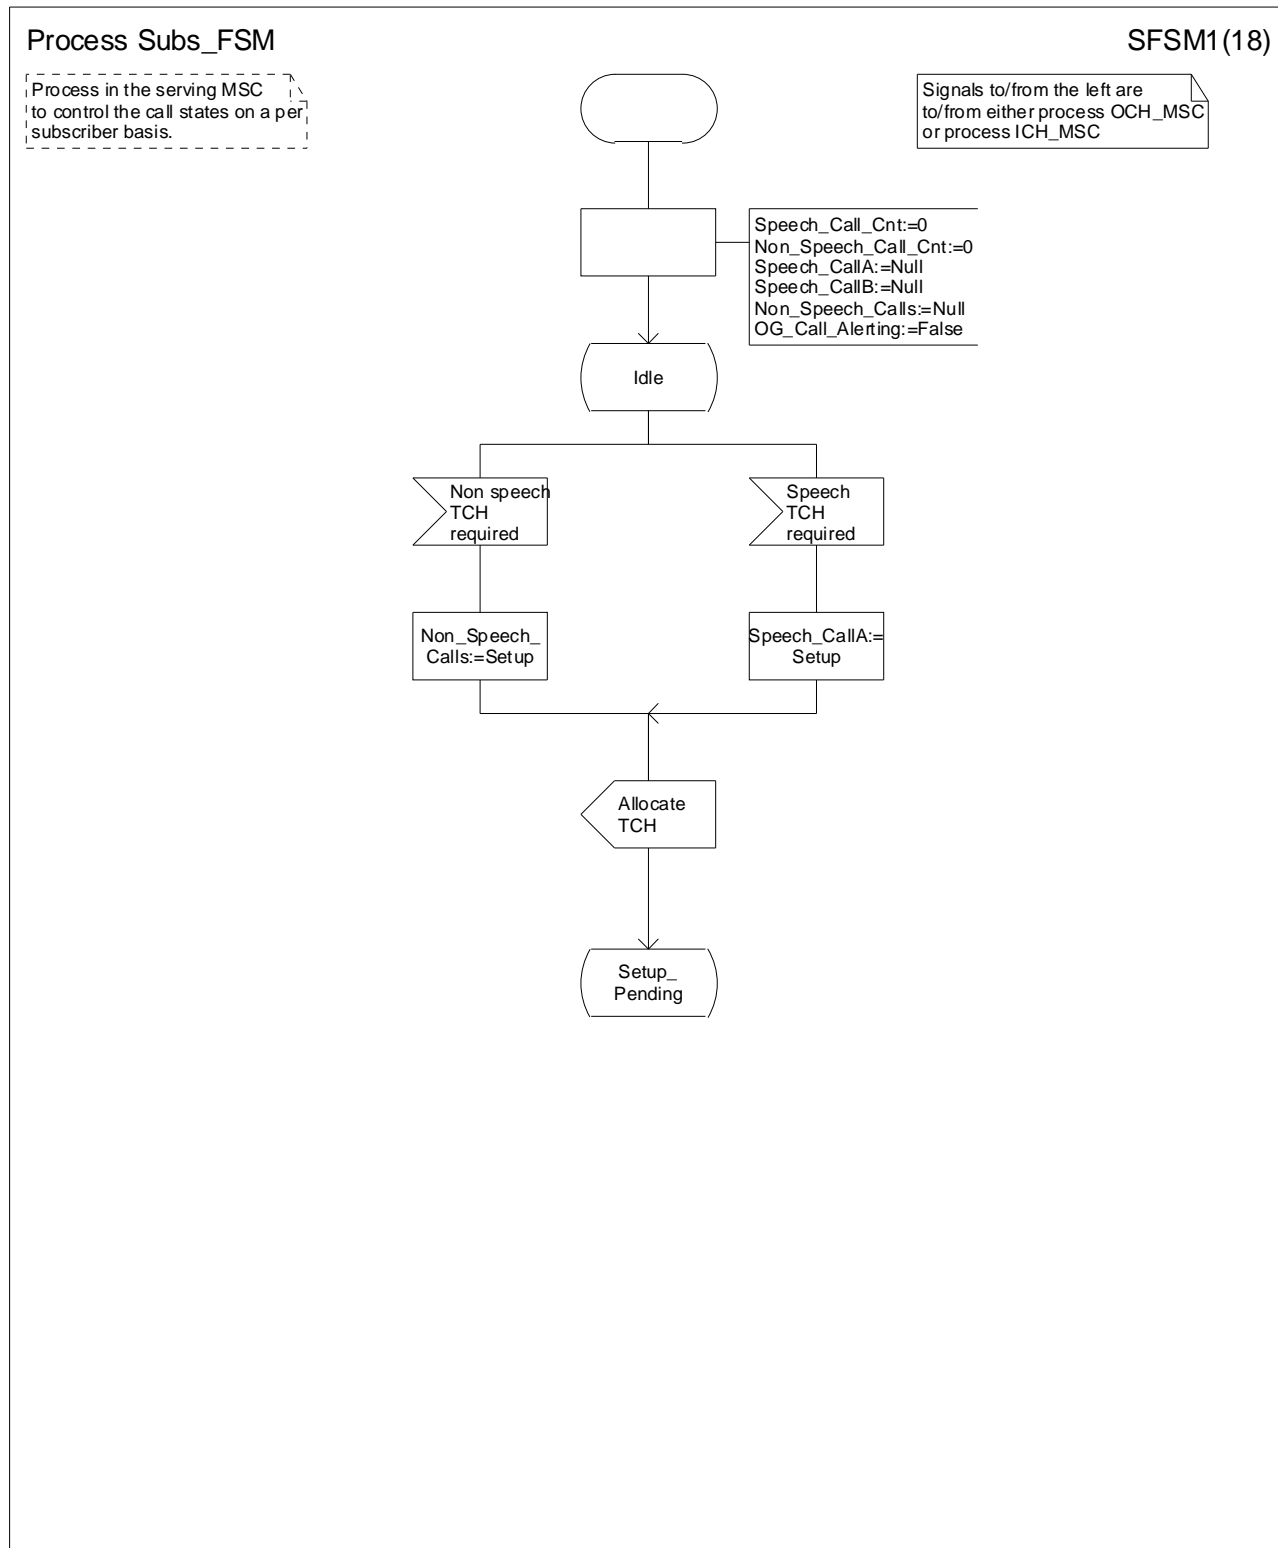 Process Subs_FSM
SFSM1(18)
Process in the serving MSC
to control the call states on a per
subscriber basis.
Signals to/from the left are
to/from either process OCH_MSC
or process ICH_MSC
Speech_Call_Cnt:=0
Non_Speech_Call_Cnt:=0
Speech_CallA:=Null
Speech_CallB:=Null
Non_Speech_Calls:=Null
OG_Call_Alerting:=False
Idle
Non speech
TCH
required
Speech
TCH
required
Non_Speech_
Calls:=Setup
Speech_CallA:=
Setup
Allocate
TCH
Setup_
Pending